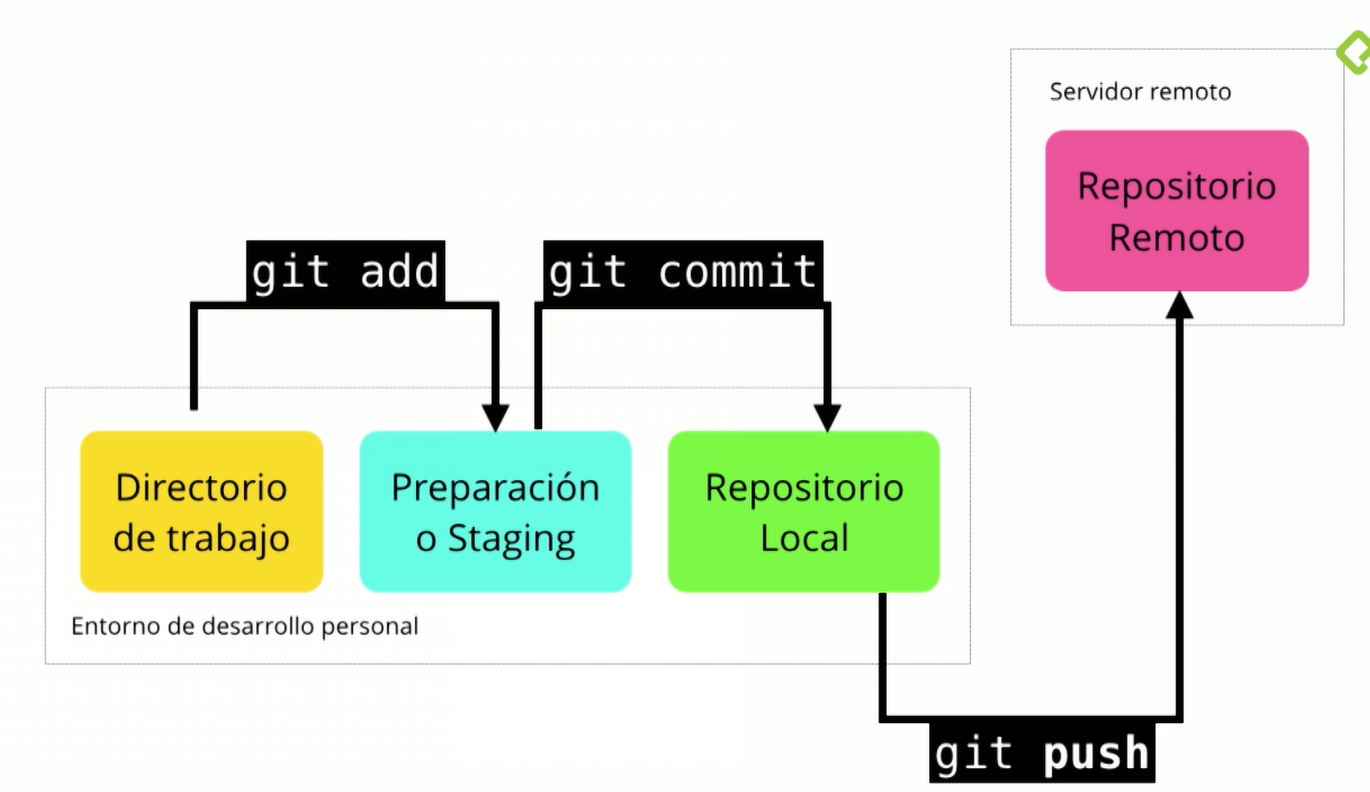 Servidor remoto
Repositorio
Remoto
git add
git commit
Directorio
de trabajo
Preparación
o Staging
Repositorio
Local
Entorno de desarrollo personal
git push